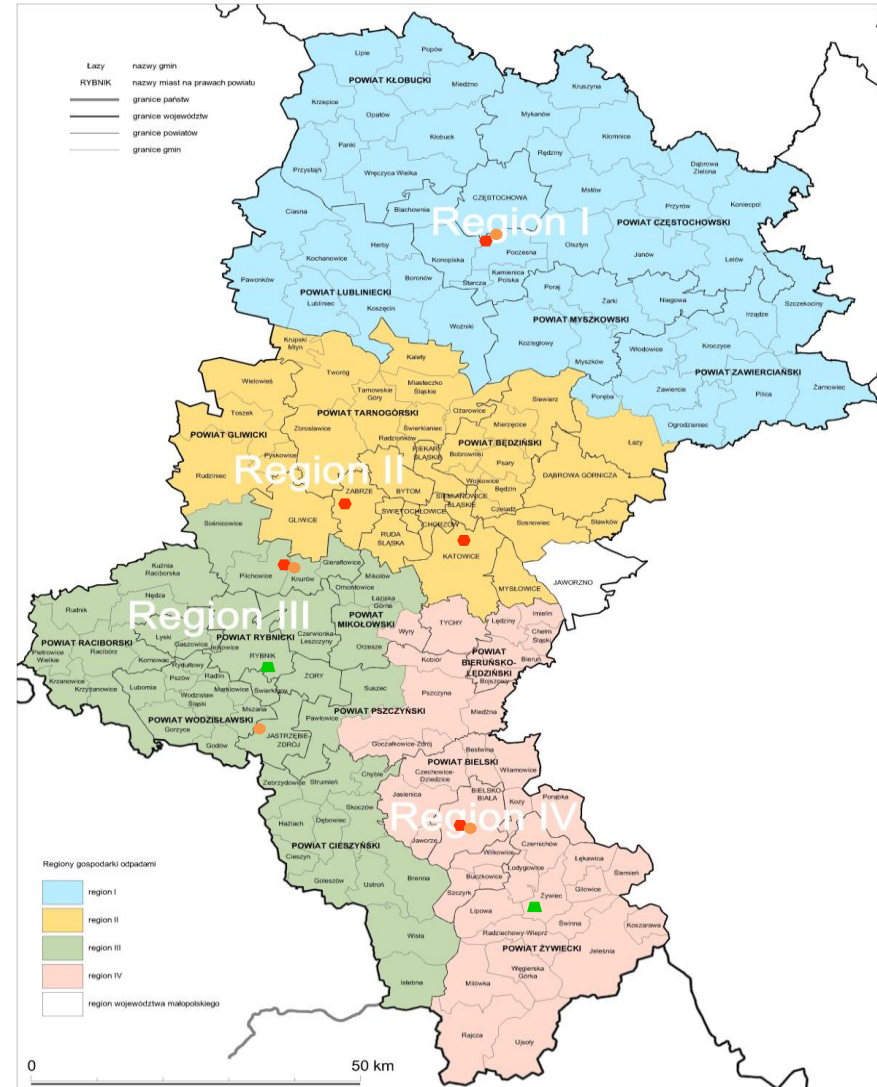 Łazy nazwy gmin
RYBNIK nazwy miast na prawach powiatu
granice państw
granice województw
granice powiatów
granice gmin
Lipie
Popów
POWIAT KŁOBUCKI
Miedźno
Kruszyna
Krzepice
Opatów
Mykanów
Kłomnice
Panki
Kłobuck
Rędziny
Dąbrowa
Zielona
Przystajń
Wręczyca Wielka
Mstów
CZĘSTOCHOWA
Przyrów
Koniecpol
Ciasna
Blachownia
Region I
POWIAT CZĘSTOCHOWSKI
Herby
Olsztyn
Kochanowice
Konopiska
Poczesna
Janów
Lelów
Pawonków
Boronów
Starcza
Kamienica
Polska
POWIAT LUBLINIECKI
Lubliniec
Koszęcin
Poraj
Żarki
Niegowa
Szczekociny
Irządze
Woźniki
POWIAT MYSZKOWSKI
Koziegłowy
Myszków
Włodowice
Kroczyce
POWIAT ZAWIERCIAŃSKI
Krupski
Młyn
Kalety
Tworóg
Miasteczko
Śląskie
Wielowieś
Tarnowskie
Góry
Poręba
Zawiercie
Pilica
Żarnowiec
Siewierz
Ożarowice
Ogrodzieniec
Toszek
POWIAT TARNOGÓRSKI
Mierzęcice
POWIAT GLIWICKI
Zbrosławice
Świerklaniec
Radzionków
POWIAT BĘDZIŃSKI
Łazy
PIEKARY
ŚLĄSKIE
Bobrowniki
Psary
Pyskowice
Rudziniec
Region II
Wojkowice
DĄBROWA GÓRNICZA
ZABRZE
BYTOM
SIEMIANOWICE
ŚLĄSKIE
Będzin
Czeladź
ŚWIĘTOCHŁOWICE
CHORZÓW
Sośnicowice
GLIWICE
RUDA
ŚLĄSKA
Sosnowiec
Sławków
KATOWICE
Kuźnia
Raciborska
Pilchowice
Gierałtowice
Knurów
Mikołów
MYSŁOWICE
JAWORZNO
Ornontowice
Nędza
Łaziska
Górne
Rudnik
Region III
POWIAT
MIKOŁOWSKI
Wyry
TYCHY
Lędziny
Imielin
Chełm
Śląski
POWIAT RACIBORSKI
Racibórz
Lyski
POWIAT RYBNICKI
Czerwionka-
Leszczyny
Gaszowice
Jejkowice
Orzesze
Pietrowice
Wielkie
Kornowac
Rydułtowy
RYBNIK
Kobiór
POWIAT
BIERUŃSKO-
LĘDZIŃSKI
Bieruń
Bojszowy
Krzanowice
Krzyżanowice
Pszów
Radlin
ŻORY
Lubomia
Wodzisław
Śląski
Marklowice
Świerklany
Suszec
Pszczyna
Miedźna
Mszana
POWIAT WODZISŁAWSKI
Gorzyce
Pawłowice
POWIAT PSZCZYŃSKI
Godów
JASTRZĘBIE
ZDRÓJ
Goczałkowice-Zdrój
Bestwina
POWIAT BIELSKI
Zebrzydowice
Strumień
Chybie
Czechowice-
Dziedzice
Wilamowice
Jasienica
BIELSKO-
BIAŁA
Kozy
Porąbka
Skoczów
Region IV
Hażlach
Dębowiec
POWIAT CIESZYŃSKI
Cieszyn
Jaworze
Wilkowice
Czernichów
Goleszów
Ustroń
Brenna
Buczkowice
Łodygowice
Łękawica
Ślemień
Szczyrk
Żywiec
Gilowice
Lipowa
Świnna
Koszarawa
Wisła
Radziechowy-Wieprz
POWIAT ŻYWIECKI
Jeleśnia
Istebna
Milówka
Węgierska
Górka
Rajcza
Ujsoły
Regiony gospodarki odpadami
region I
region II
region III
region IV
region województwa małopolskiego
0 50 km